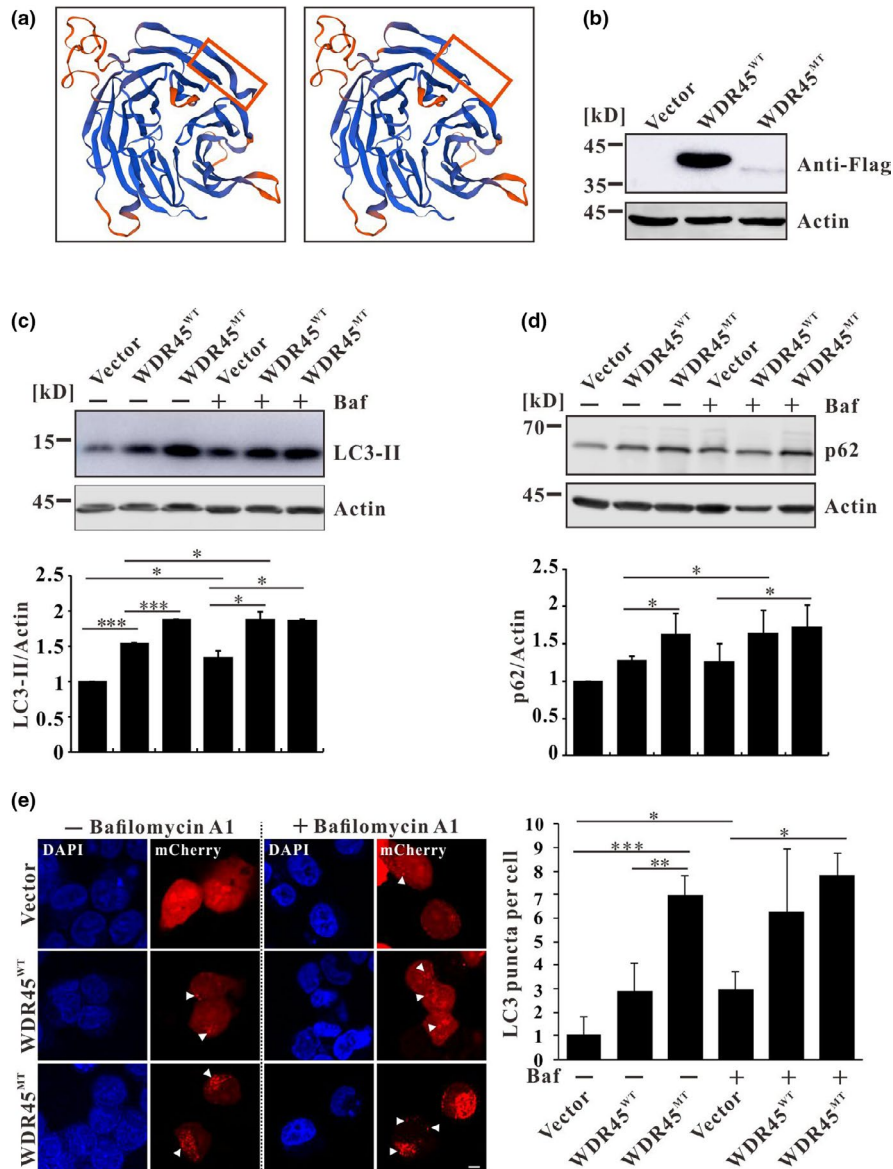 (a)
(b)
Vector WDR45WT WDR45MT
[kD]
45
35
Anti-Flag
45
Actin
(c)
Vector WDR45WT WDR45MT Vector WDR45WT WDR45MT
[kD] − − − + + + Baf
15 LC3-II
45 Actin
* * * *** *** *
2.5
2
1.5
1
0.5
0
LC3-II/Actin
(d)
Vector WDR45WT WDR45MT Vector WDR45WT WDR45MT
[kD] − − − + + + Baf
70
p62
45
Actin
* * *
2.5
2
1.5
1
0.5
0
p62/Actin
(e)
− Bafilomycin A1 + Bafilomycin A1
DAPI mCherry DAPI mCherry
Vector
WDR45WT
WDR45MT
* *** ** *
10
9
8
7
6
5
4
3
2
1
0
LC3 puncta per cell
Baf − − − + + +
Vector WDR45WT WDR45MT Vector WDR45WT WDR45MT